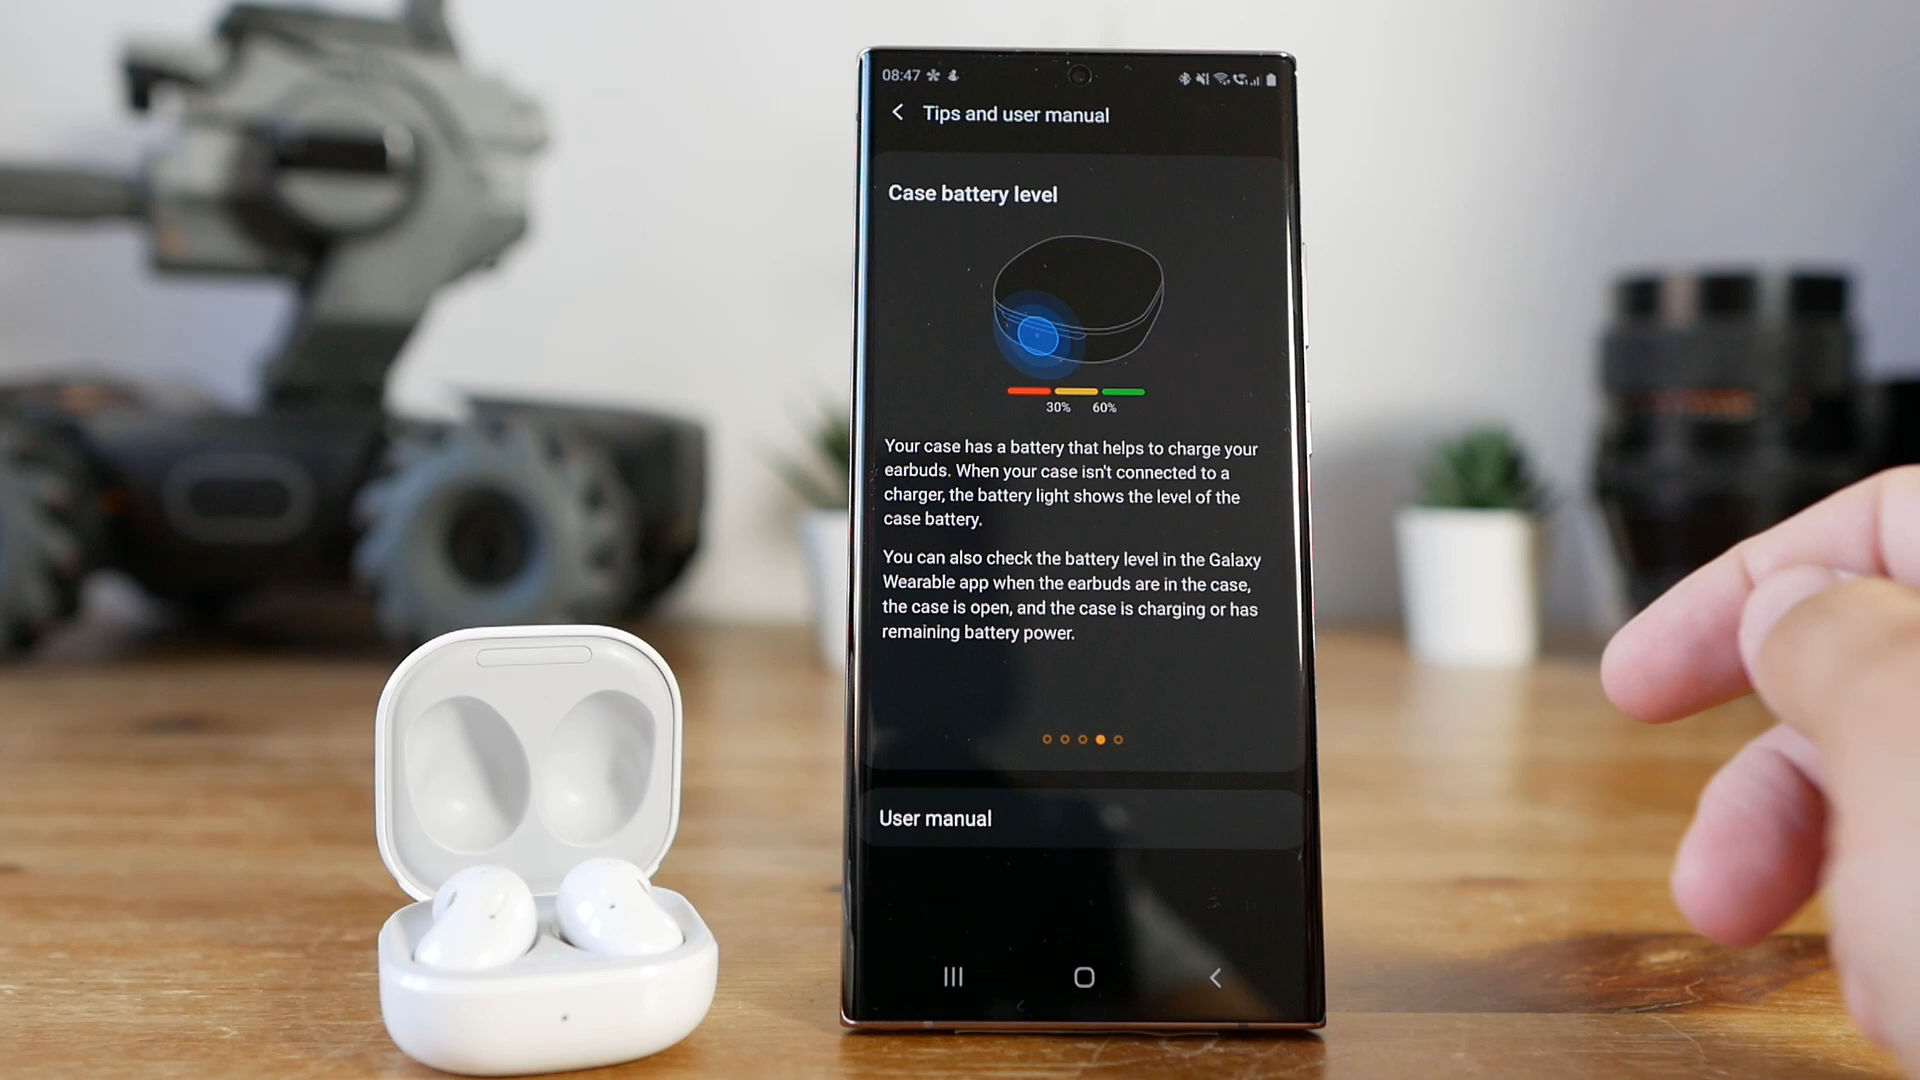 08:47
Tips and user manual
Case battery level
30% 60%
Your case has a battery that helps to charge your
earbuds. When your case isn't connected to a
charger, the battery light shows the level of the
case battery.
You can also check the battery level in the Galaxy
Wearable app when the earbuds are in the case,
the case is open, and the case is charging or has
remaining battery power.
User manual